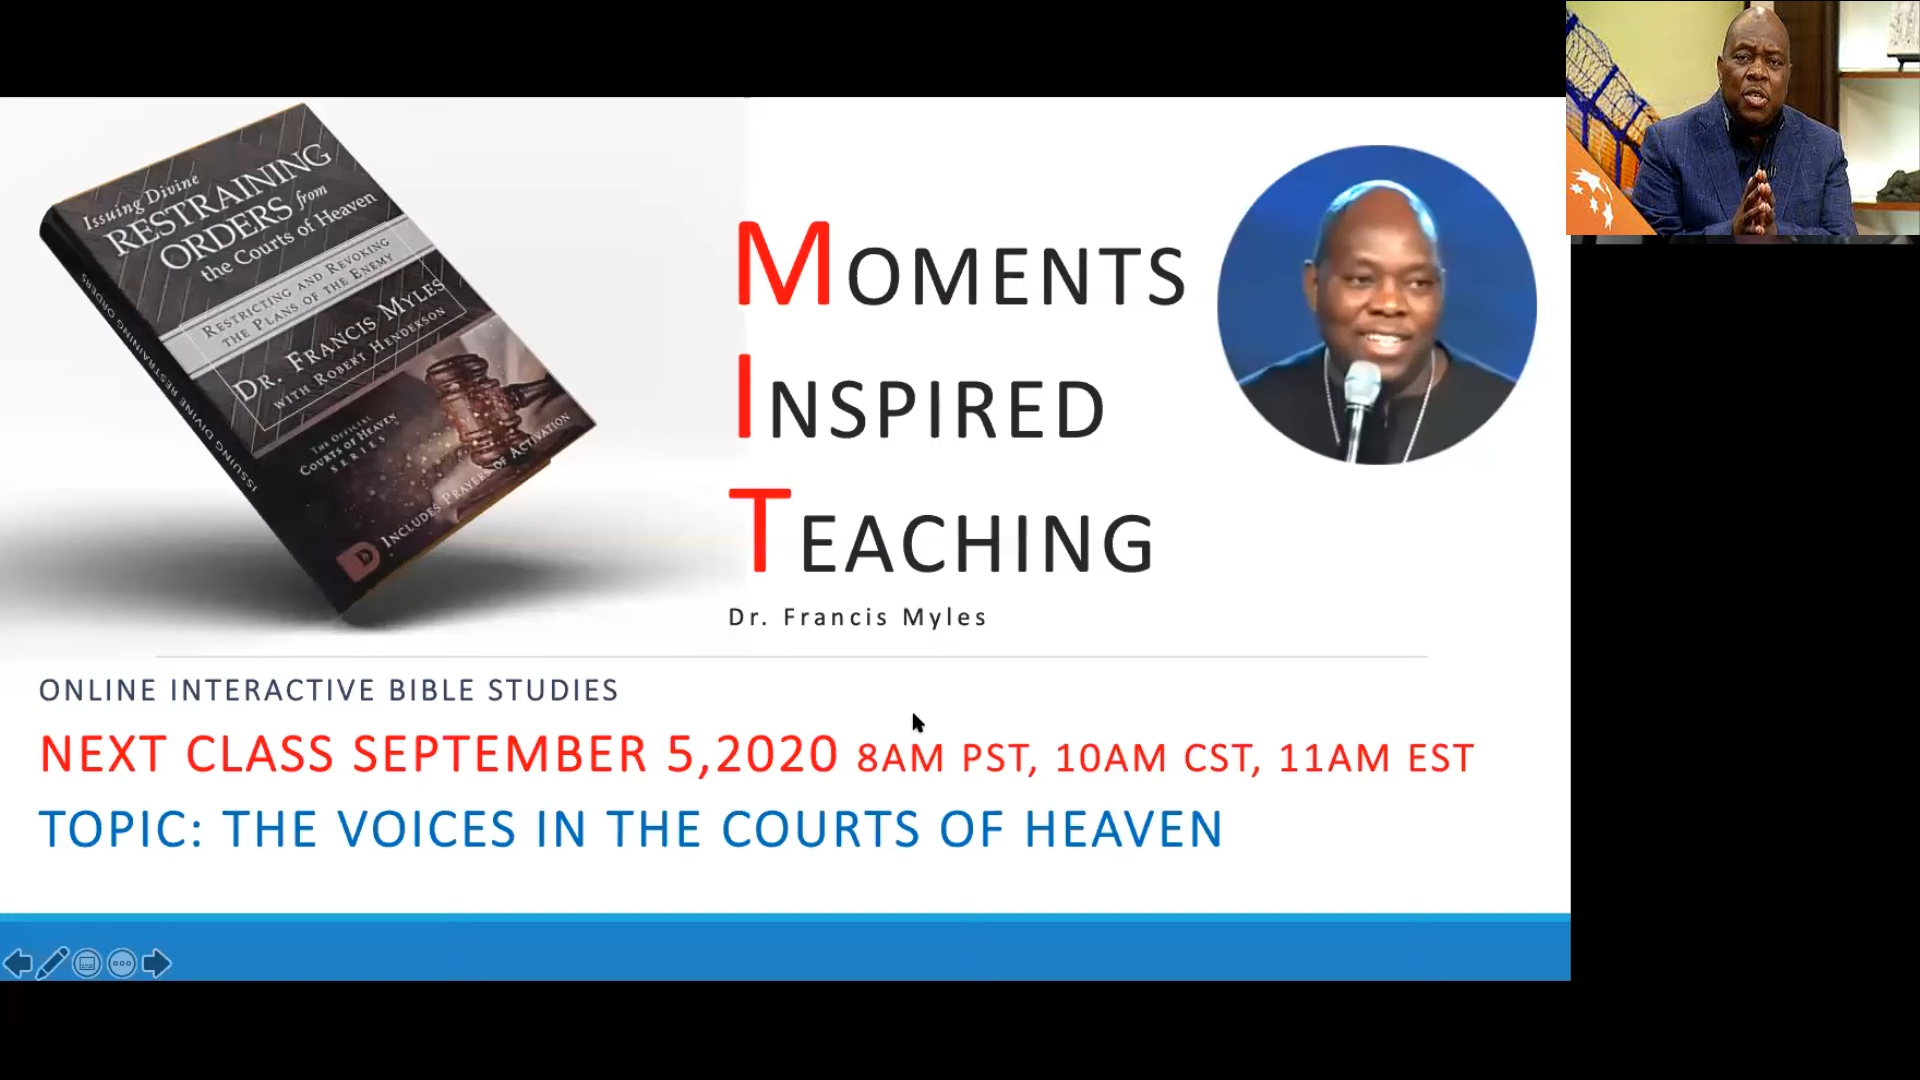 Issuing Divine
RESTRAINING
ORDERS from
the Courts of Heaven
RESTRICTING AND REVOKING
THE PLANS OF THE ENEMY
DR. FRANCIS MYLES
WITH ROBERT HENDERSON
THE OFFICIAL
COURTS OF HEAVEN
SERIES
INCLUDES PRAYERS OF ACTIVATION
D
ISSUING DIVINE RESTRAINING ORDERS
MOMENTS
INSPIRED
TEACHING
Dr. Francis Myles
ONLINE INTERACTIVE BIBLE STUDIES
NEXT CLASS SEPTEMBER 5,2020 8AM PST, 10AM CST, 11AM EST
TOPIC: THE VOICES IN THE COURTS OF HEAVEN